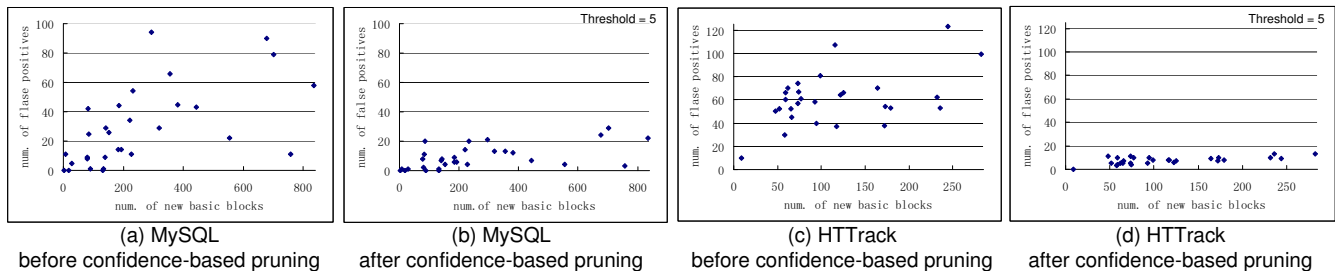 num. of flase positives
100
80
60
40
20
0
0 200 400 600 800
num. of new basic blocks
(a) MySQL
before confidence-based pruning
Threshold = 5
num. of false positives
100
80
60
40
20
0
0 200 400 600 800
num.of new basic blocks
(b) MySQL
after confidence-based pruning
num. of flase positives
120
100
80
60
40
20
0
0 50 100 150 200 250
num. of new basic blocks
(c) HTTrack
before confidence-based pruning
Threshold = 5
num. of flase positives
120
100
80
60
40
20
0
0 50 100 150 200 250
num. of new basic blocks
(d) HTTrack
after confidence-based pruning